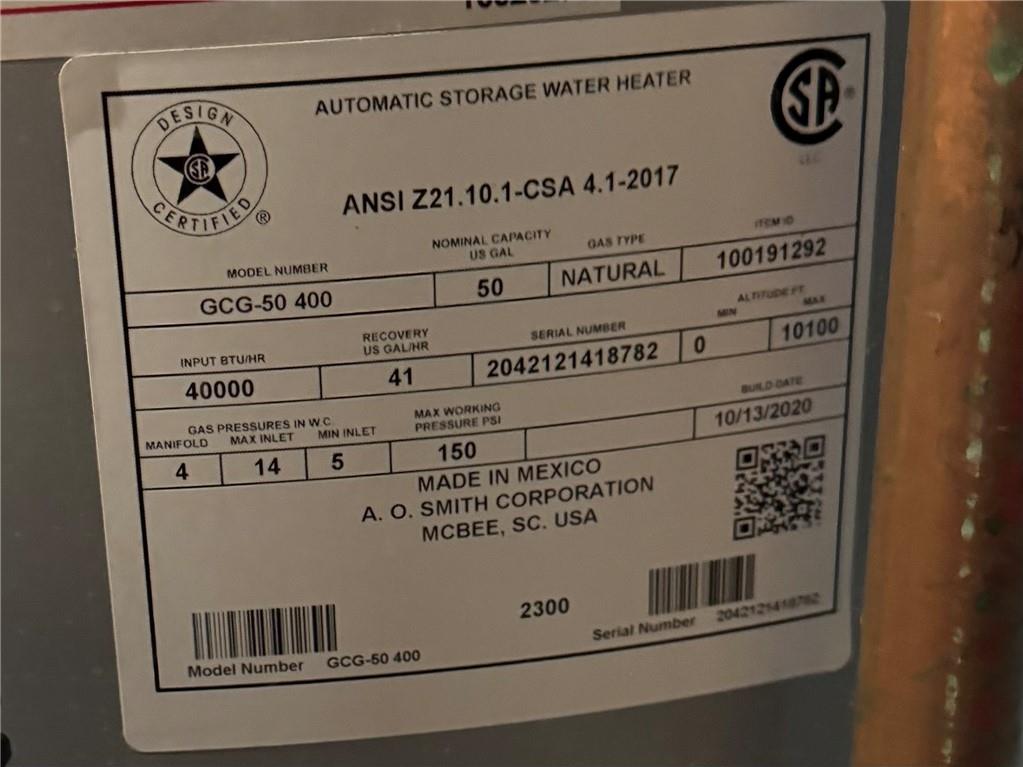 AUTOMATIC STORAGE WATER HEATER
DESIGN
SA
CERTIFIED
®
CSA
®
ANSI Z21.10.1-CSA 4.1-2017
MODEL NUMBER
NOMINAL CAPACITY
US GAL
GAS TYPE
ITEM ID
GCG-50 400
50
NATURAL
100191292
INPUT BTU/HR
RECOVERY
US GAL/HR
SERIAL NUMBER
ALTITUDE FT.
MIN
MAX
40000
41
2042121418782
0
10100
GAS PRESSURES IN W.C.
MANIFOLD
MAX INLET
MIN INLET
MAX WORKING
PRESSURE PSI
BUILD DATE
4
14
5
150
10/13/2020
MADE IN MEXICO
A. O. SMITH CORPORATION
MCBEE, SC. USA
2300
Model Number GCG-50 400
Serial Number 2042121418782